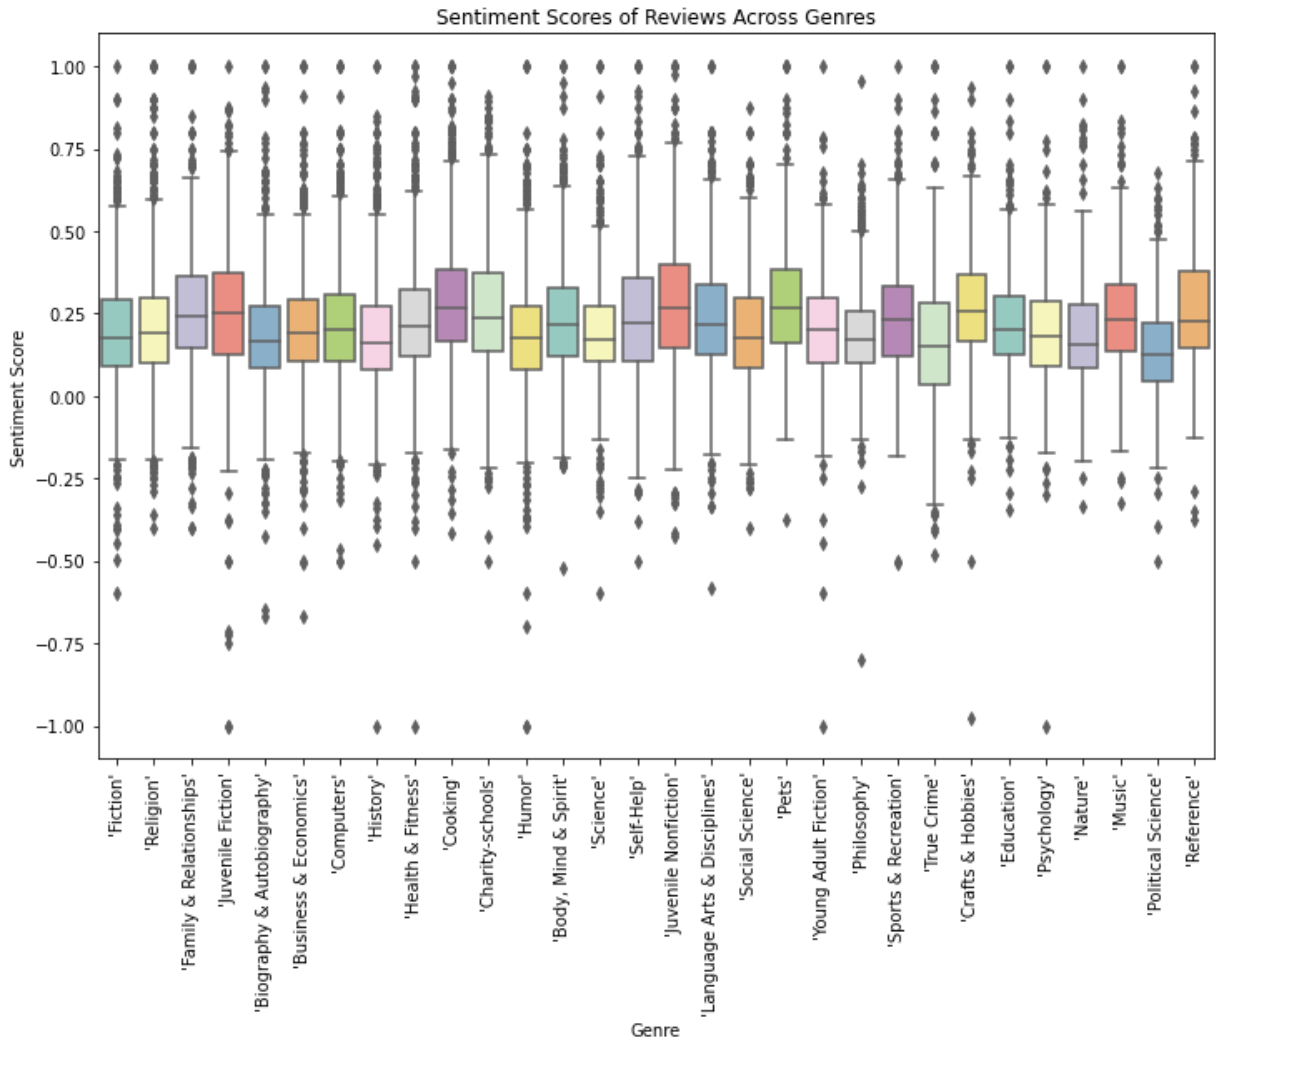 Sentiment Scores of Reviews Across Genres
1.00
0.75
0.50
0.25
0.00
−0.25
−0.50
−0.75
−1.00
Sentiment Score
'Fiction'
'Religion'
'Family & Relationships'
'Juvenile Fiction'
'Biography & Autobiography'
'Business & Economics'
'Computers'
'History'
'Health & Fitness'
'Cooking'
'Charity-schools'
'Humor'
'Body, Mind & Spirit'
'Science'
'Self-Help'
'Juvenile Nonfiction'
'Language Arts & Disciplines'
'Social Science'
'Pets'
'Young Adult Fiction'
'Philosophy'
'Sports & Recreation'
'True Crime'
'Crafts & Hobbies'
'Education'
'Psychology'
'Nature'
'Music'
'Political Science'
'Reference'
Genre